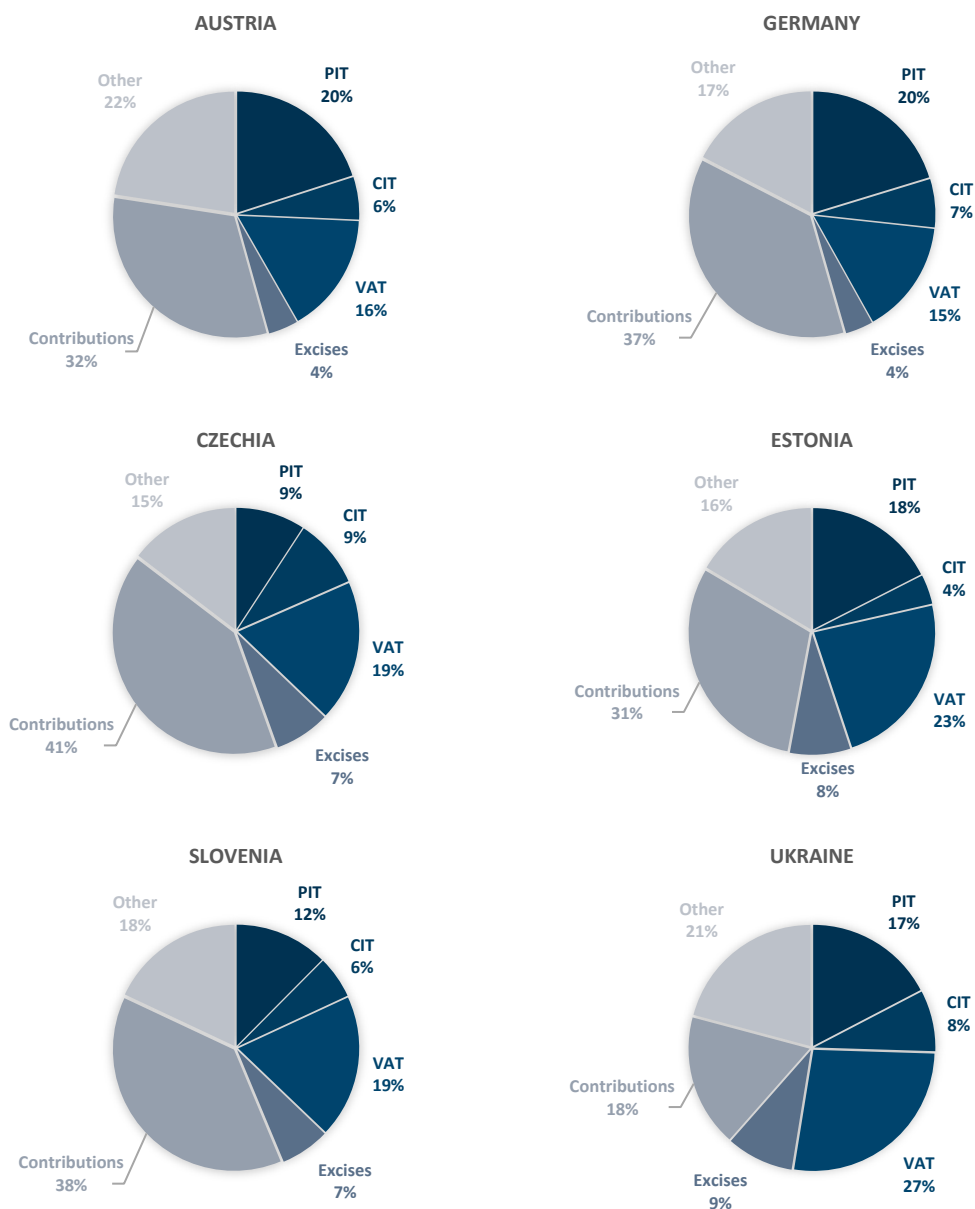 AUSTRIA
Other
22%
PIT
20%
CIT
6%
VAT
16%
Excises
4%
Contributions
32%
GERMANY
Other
17%
PIT
20%
CIT
7%
VAT
15%
Excises
4%
Contributions
37%
CZECHIA
Other
15%
PIT
9%
CIT
9%
VAT
19%
Excises
7%
Contributions
41%
ESTONIA
Other
16%
PIT
18%
CIT
4%
VAT
23%
Excises
8%
Contributions
31%
SLOVENIA
Other
18%
PIT
12%
CIT
6%
VAT
19%
Excises
7%
Contributions
38%
UKRAINE
Other
21%
PIT
17%
CIT
8%
VAT
27%
Excises
9%
Contributions
18%